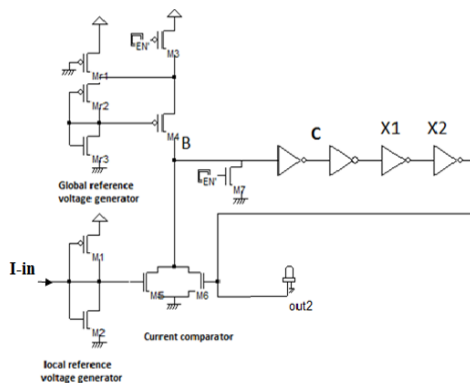 EN'
M3
Mr1
Mr2
M4
B
C
X1
X2
Mr3
EN'
M7
Global reference
voltage generator
I-in
M1
M5
M6
M2
out2
Current comparator
local reference
voltage generator